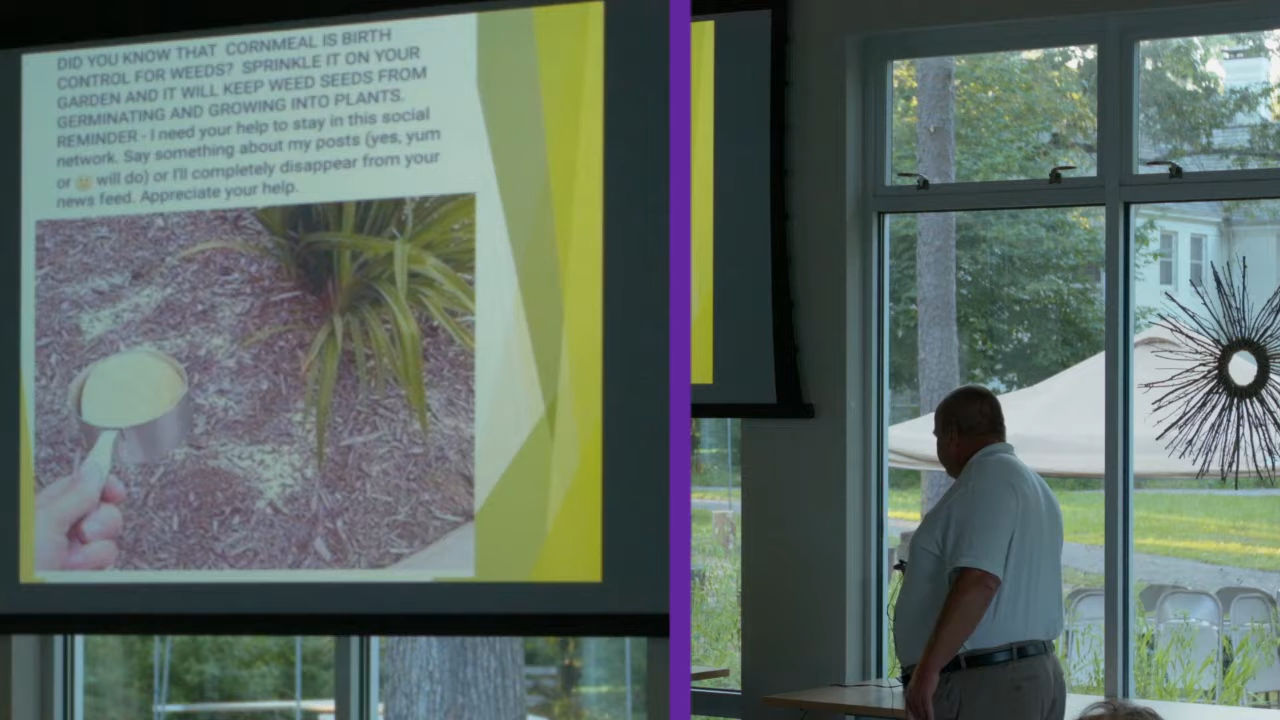 DID YOU KNOW THAT CORNMEAL IS BIRTH
CONTROL FOR WEEDS? SPRINKLE IT ON YOUR
GARDEN AND IT WILL KEEP WEED SEEDS FROM
GERMINATING AND GROWING INTO PLANTS.
REMINDER - I need your help to stay in this social
network. Say something about my posts (yes, yum
or 🙂 will do) or I'll completely disappear from your
news feed. Appreciate your help.